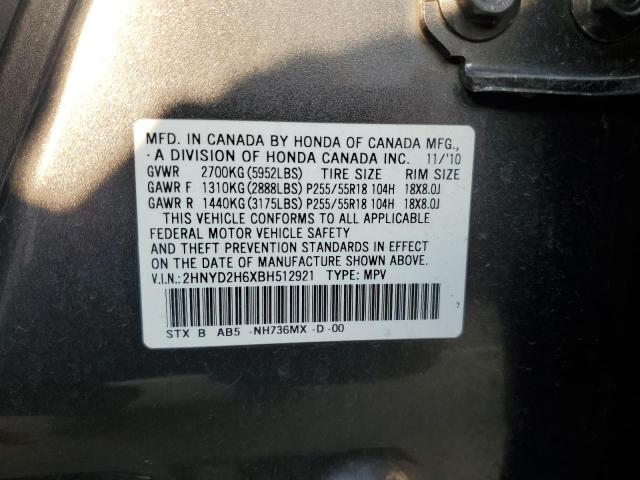 MFD. IN CANADA BY HONDA OF CANADA MFG.,
· A DIVISION OF HONDA CANADA INC. 11/'10
GVWR 2700KG (5952LBS) TIRE SIZE RIM SIZE
GAWR F 1310KG (2888LBS) P255/55R18 104H 18X8.0J
GAWR R 1440KG (3175LBS) P255/55R18 104H 18X8.0J
THIS VEHICLE CONFORMS TO ALL APPLICABLE
FEDERAL MOTOR VEHICLE SAFETY
AND THEFT PREVENTION STANDARDS IN EFFECT
ON THE DATE OF MANUFACTURE SHOWN ABOVE.
V.I.N.: 2HNYD2H6XBH512921 TYPE: MPV
STX B AB5 -NH736MX -D -00